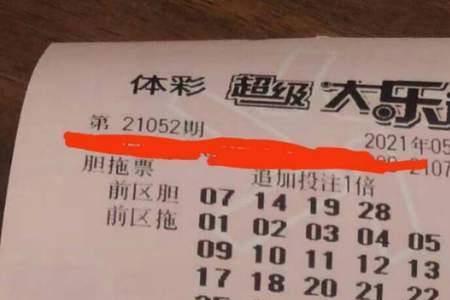 体彩 超级大乐透
第 21052期 2021年05
210
胆拖票 追加投注1倍
前区胆 07 14 19 28
前区拖 01 02 03 04 05
09 10 11 12 13
17 18 20 21 22